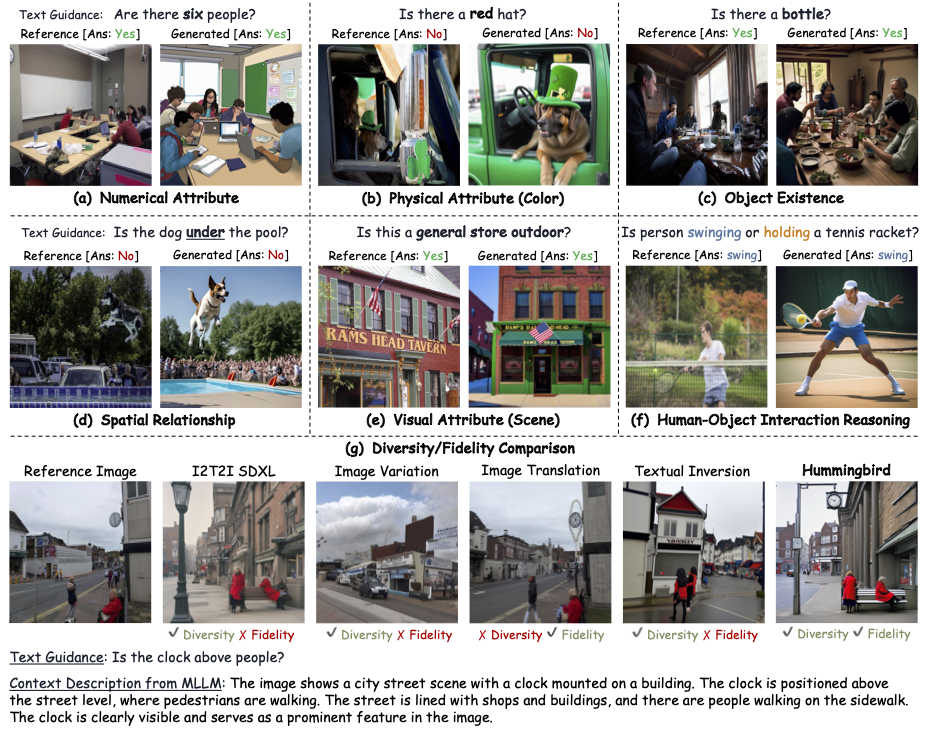 Text Guidance: Are there six people?
Reference [Ans: Yes] Generated [Ans: Yes]
(a) Numerical Attribute
Is there a red hat?
Reference [Ans: No] Generated [Ans: No]
(b) Physical Attribute (Color)
Is there a bottle?
Reference [Ans: Yes] Generated [Ans: Yes]
(c) Object Existence
Text Guidance: Is the dog under the pool?
Reference [Ans: No] Generated [Ans: No]
(d) Spatial Relationship
Is this a general store outdoor?
Reference [Ans: Yes] Generated [Ans: Yes]
RAMS HEAD TAVERN
(e) Visual Attribute (Scene)
Is person swinging or holding a tennis racket?
Reference [Ans: swing] Generated [Ans: swing]
(f) Human-Object Interaction Reasoning
(g) Diversity/Fidelity Comparison
Reference Image I2T2I SDXL Image Variation Image Translation Textual Inversion Hummingbird
✓ Diversity ✗ Fidelity ✓ Diversity ✗ Fidelity ✗ Diversity ✓ Fidelity ✓ Diversity ✗ Fidelity ✓ Diversity ✓ Fidelity
Text Guidance: Is the clock above people?
Context Description from MLLM: The image shows a city street scene with a clock mounted on a building. The clock is positioned above
the street level, where pedestrians are walking. The street is lined with shops and buildings, and there are people walking on the sidewalk.
The clock is clearly visible and serves as a prominent feature in the image.